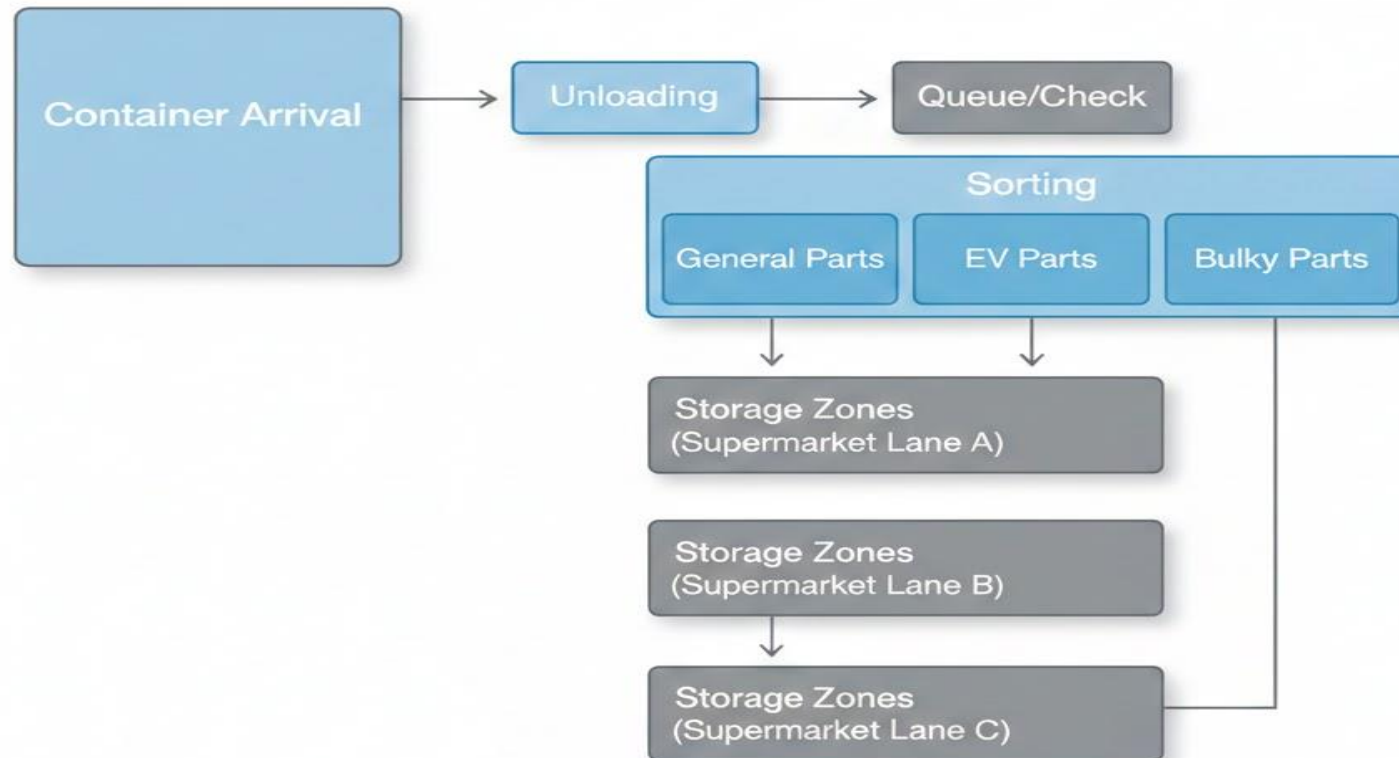 Container Arrival
Unloading
Queue/Check
Sorting
General Parts
EV Parts
Bulky Parts
Storage Zones
(Supermarket Lane A)
Storage Zones
(Supermarket Lane B)
Storage Zones
(Supermarket Lane C)